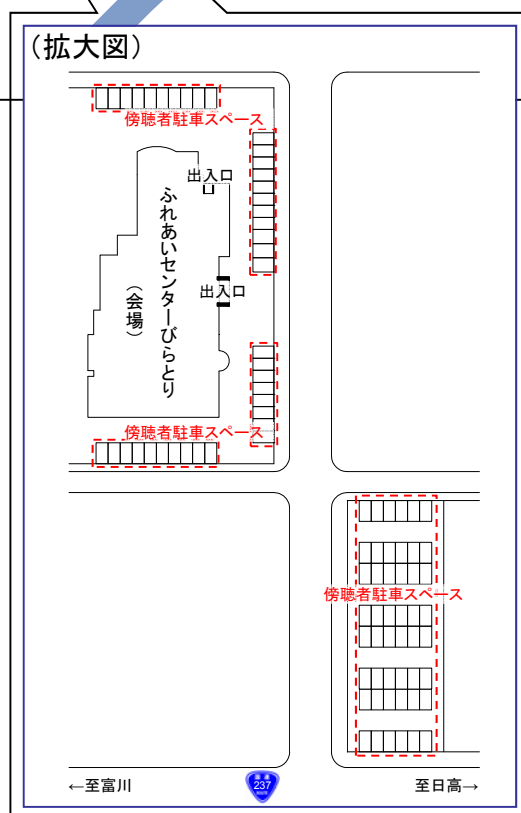 (拡大図)
傍聴者駐車スペース
出入口
ふれあいセンターびらとり
(会場)
出入口
傍聴者駐車スペース
傍聴者駐車スペース
←至富川
237
至日高→